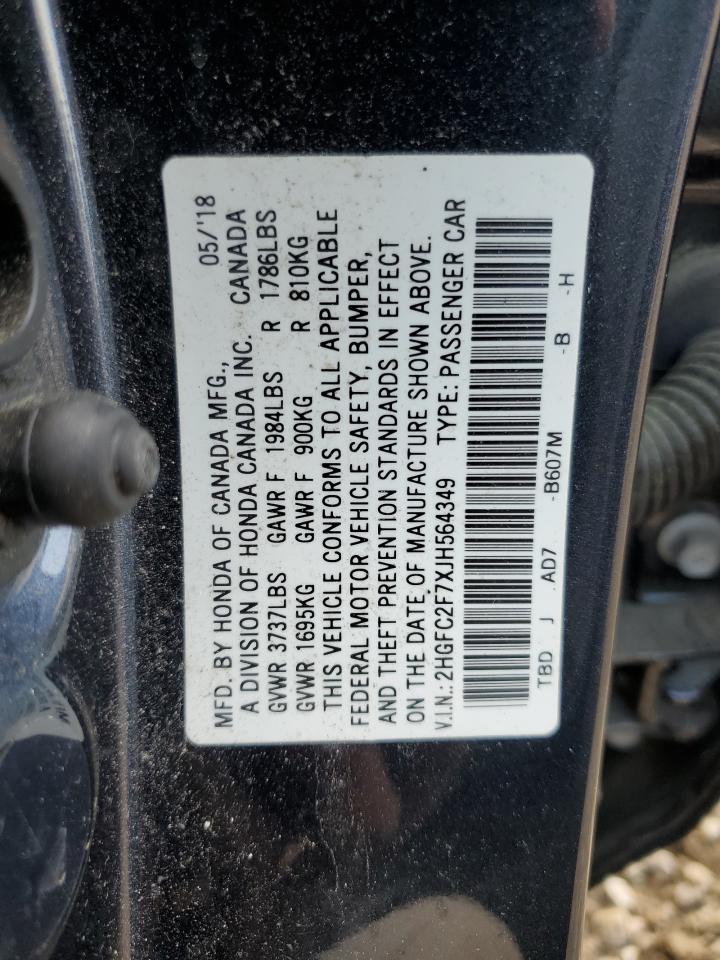 MFD. BY HONDA OF CANADA MFG., 05/'18
A DIVISION OF HONDA CANADA INC. CANADA
GVWR 3737LBS GAWR F 1984LBS R 1786LBS
GVWR 1695KG GAWR F 900KG R 810KG
THIS VEHICLE CONFORMS TO ALL APPLICABLE
FEDERAL MOTOR VEHICLE SAFETY, BUMPER,
AND THEFT PREVENTION STANDARDS IN EFFECT
ON THE DATE OF MANUFACTURE SHOWN ABOVE.
V.I.N.: 2HGFC2F7XJH564349 TYPE: PASSENGER CAR
TBD J AD7 -B607M -B -H